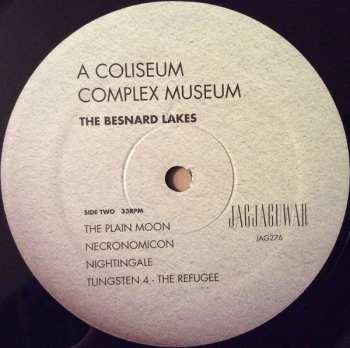 A COLISEUM
COMPLEX MUSEUM
THE BESNARD LAKES
SIDE TWO 33RPM
THE PLAIN MOON
NECRONOMICON
NIGHTINGALE
TUNGSTEN 4 - THE REFUGEE
JAGJAGUWAR
JAG276